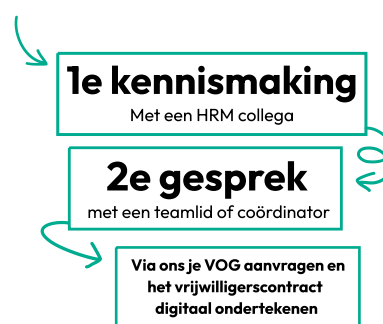 1e kennismaking
Met een HRM collega
2e gesprek
met een teamlid of coördinator
Via ons je VOG aanvragen en
het vrijwilligerscontract
digitaal ondertekenen